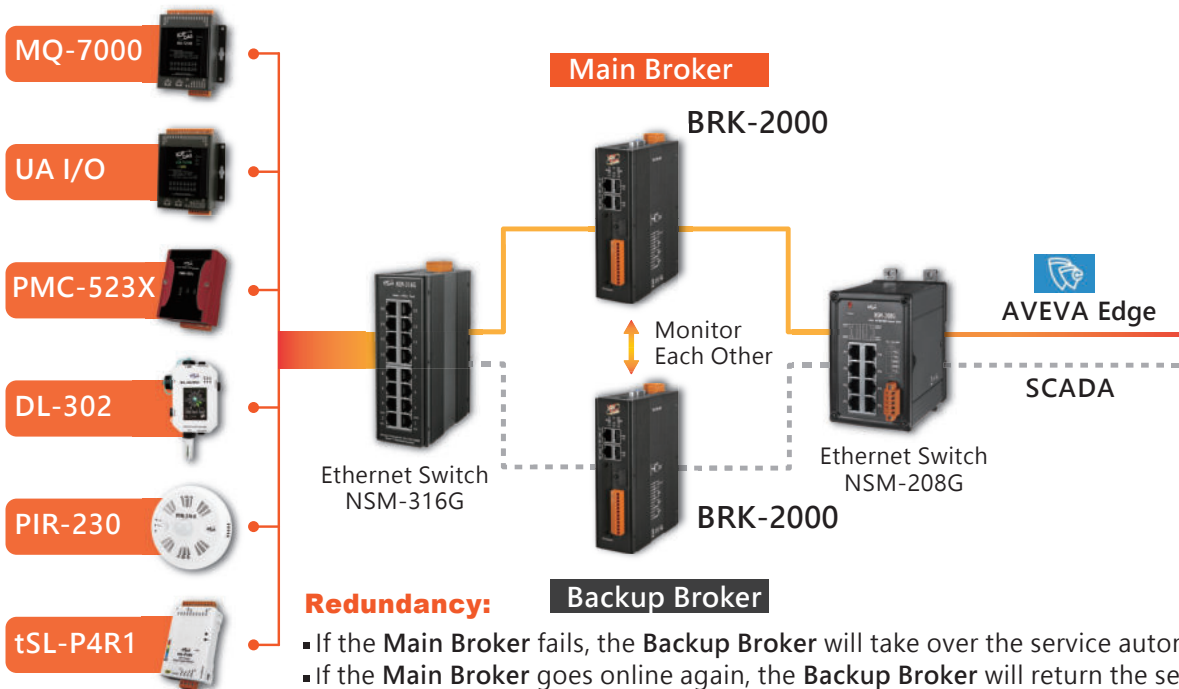 MQ-7000
UA I/O
PMC-523X
DL-302
PIR-230
tSL-P4R1
Main Broker
BRK-2000
Monitor
Each Other
Ethernet Switch
NSM-316G
BRK-2000
Backup Broker
Ethernet Switch
NSM-208G
AVEVA Edge
SCADA
Redundancy:
▪ If the Main Broker fails, the Backup Broker will take over the service
▪ If the Main Broker goes online again, the Backup Broker will return the